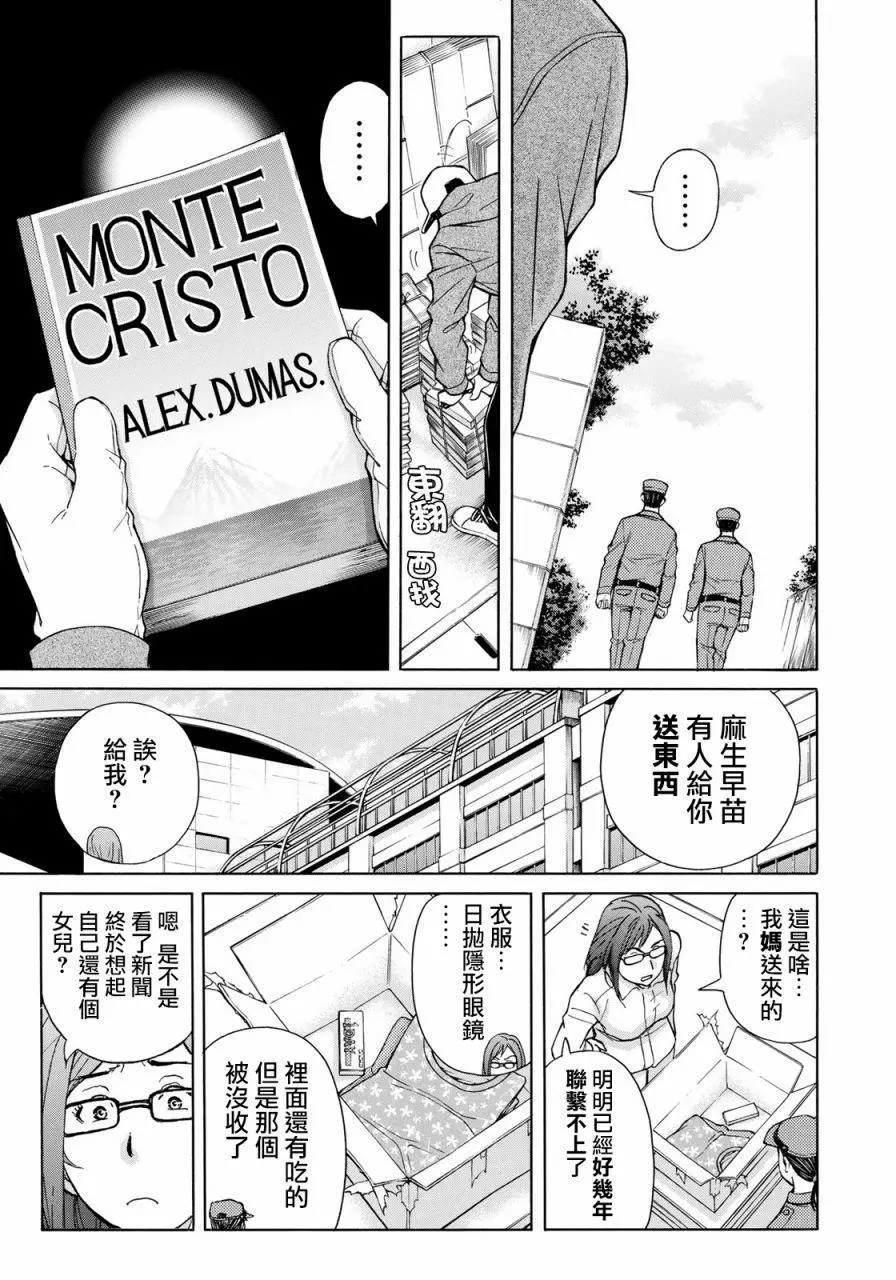 ……
東翻
西找
……
MONTE
CRISTO
ALEX. DUMAS.
麻生早苗
有人給你
送東西
誒?
給我?
這是啥…
我媽送來的
…?
明明已經好幾年
聯繫不上了
衣服…
日拋隱形眼鏡
……
1DAY
裡面還有吃的
但是那個
被沒收了
嗯 是不是
看了新聞
終於想起
自己還有個
女兒?